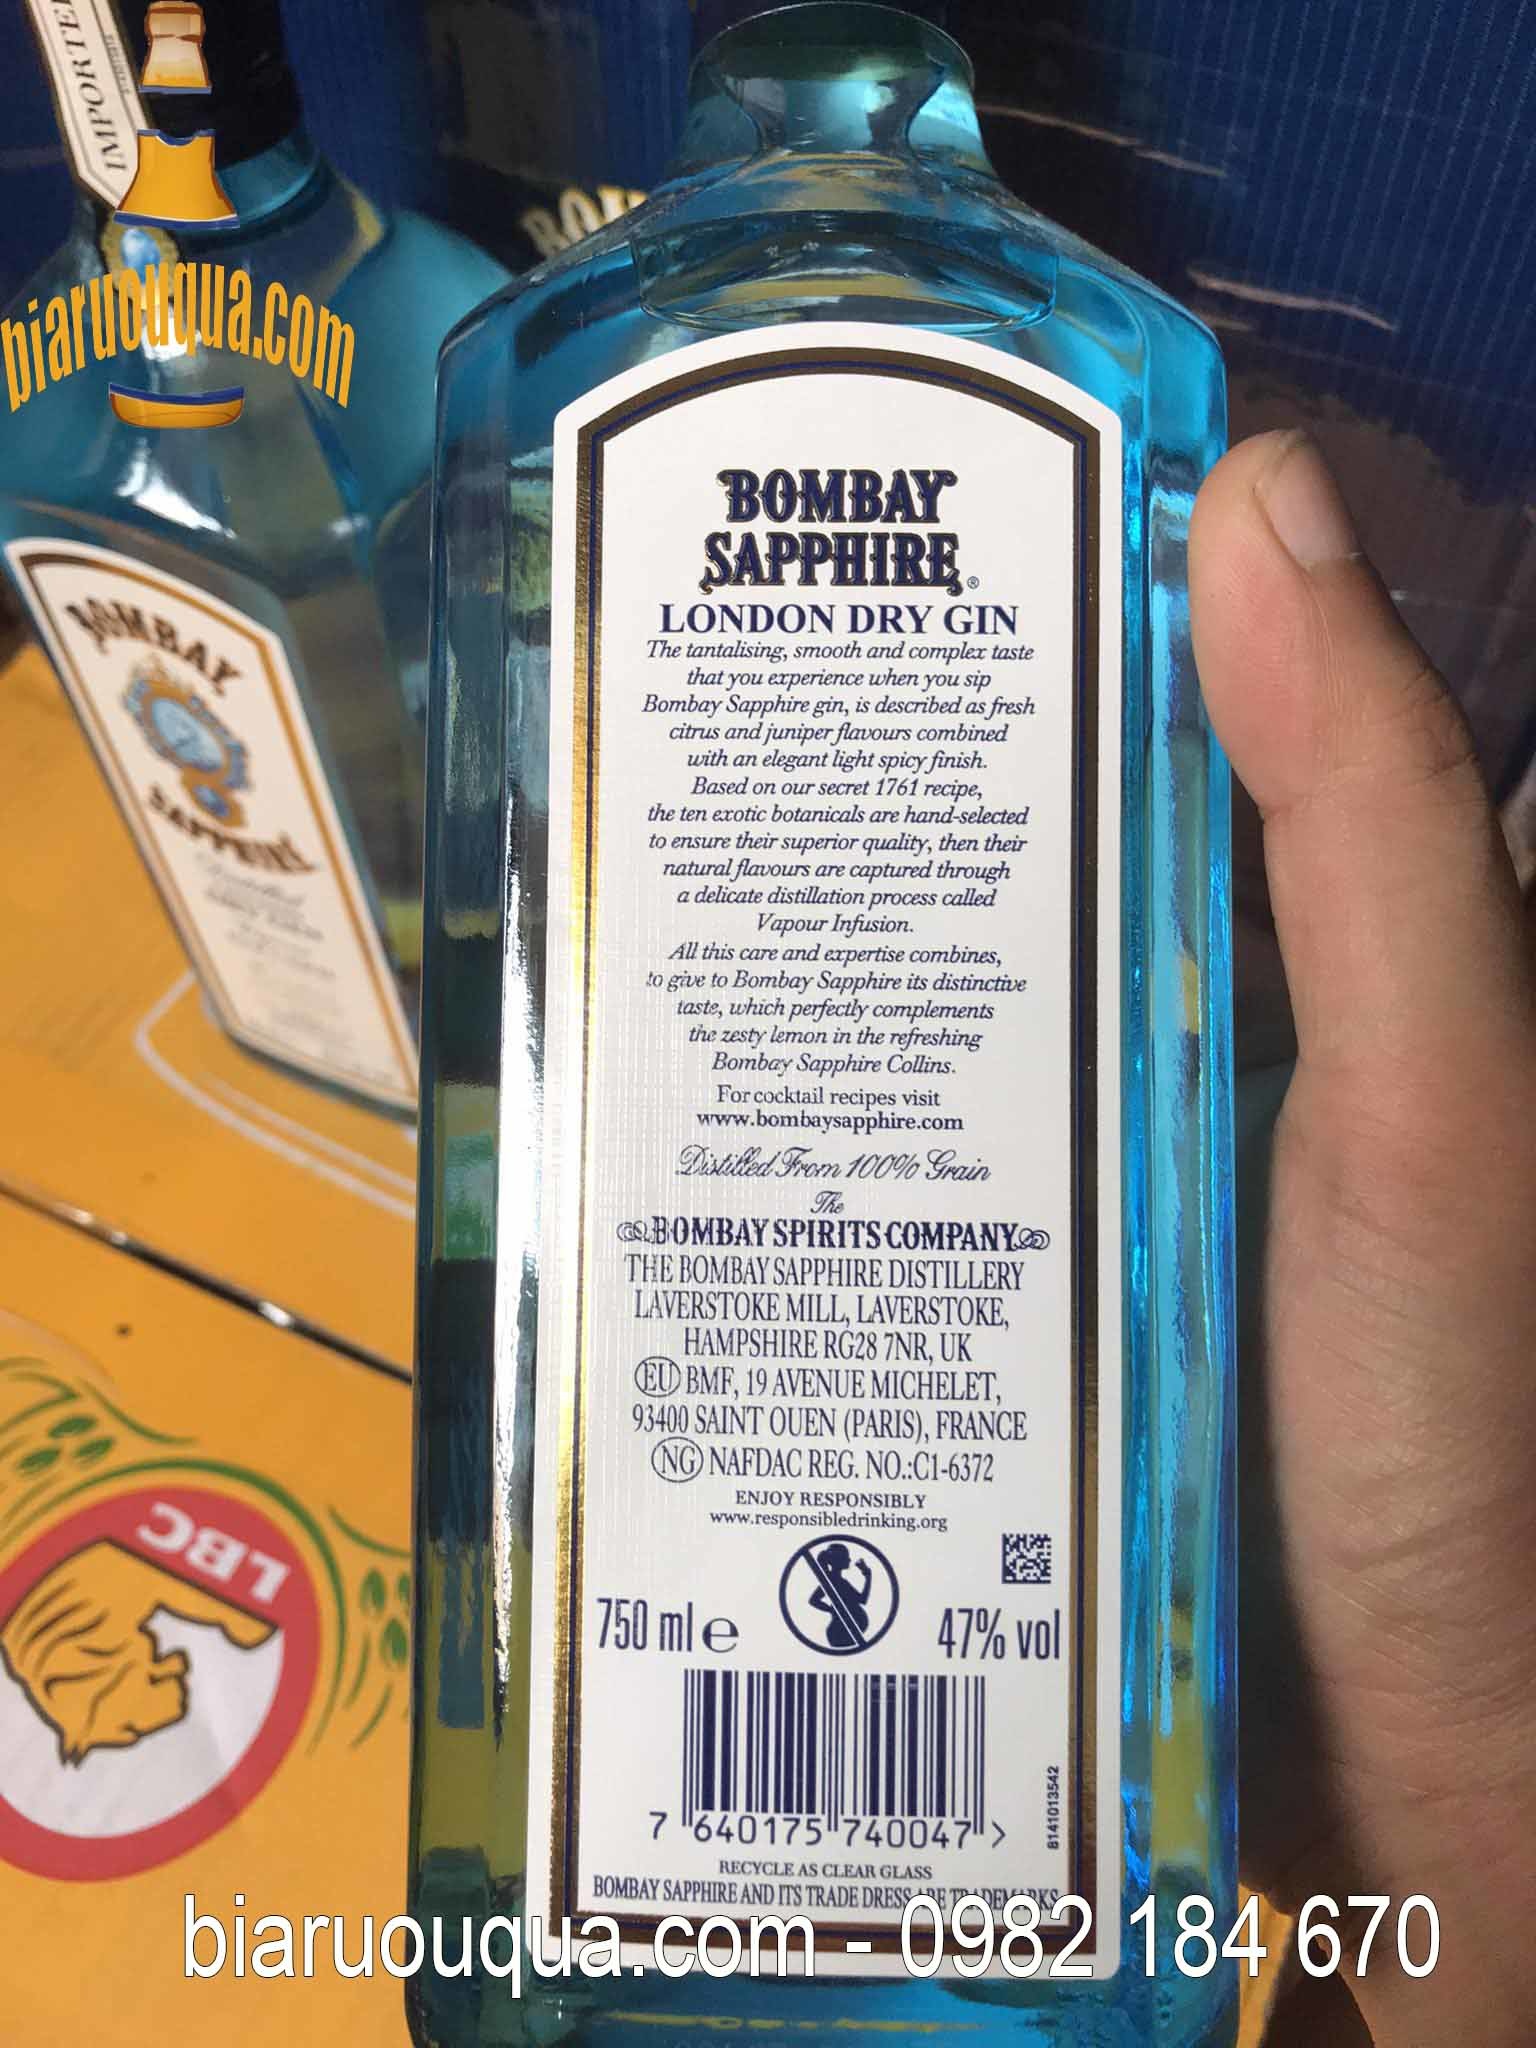 IMPORTED
biaruouqua.com
BOMBAY
SAPPHIRE
BOMBAY
SAPPHIRE®
LONDON DRY GIN
The tantalising, smooth and complex taste
that you experience when you sip
Bombay Sapphire gin, is described as fresh
citrus and juniper flavours combined
with an elegant light spicy finish.
Based on our secret 1761 recipe,
the ten exotic botanicals are hand-selected
to ensure their superior quality, then their
natural flavours are captured through
a delicate distillation process called
Vapour Infusion.
All this care and expertise combines,
to give to Bombay Sapphire its distinctive
taste, which perfectly complements
the zesty lemon in the refreshing
Bombay Sapphire Collins.
For cocktail recipes visit
www.bombaysapphire.com
Distilled From 100% Grain
The
BOMBAY SPIRITS COMPANY
THE BOMBAY SAPPHIRE DISTILLERY
LAVERSTOKE MILL, LAVERSTOKE,
HAMPSHIRE RG28 7NR, UK
EU BMF, 19 AVENUE MICHELET,
93400 SAINT OUEN (PARIS), FRANCE
NG NAFDAC REG. NO.:C1-6372
ENJOY RESPONSIBLY
www.responsibledrinking.org
750 ml e 47% vol
7 640175 740047 >
8141013542
RECYCLE AS CLEAR GLASS
BOMBAY SAPPHIRE AND ITS TRADE DRESS ARE TRADEMARKS
LBC
biaruouqua.com - 0982 184 670